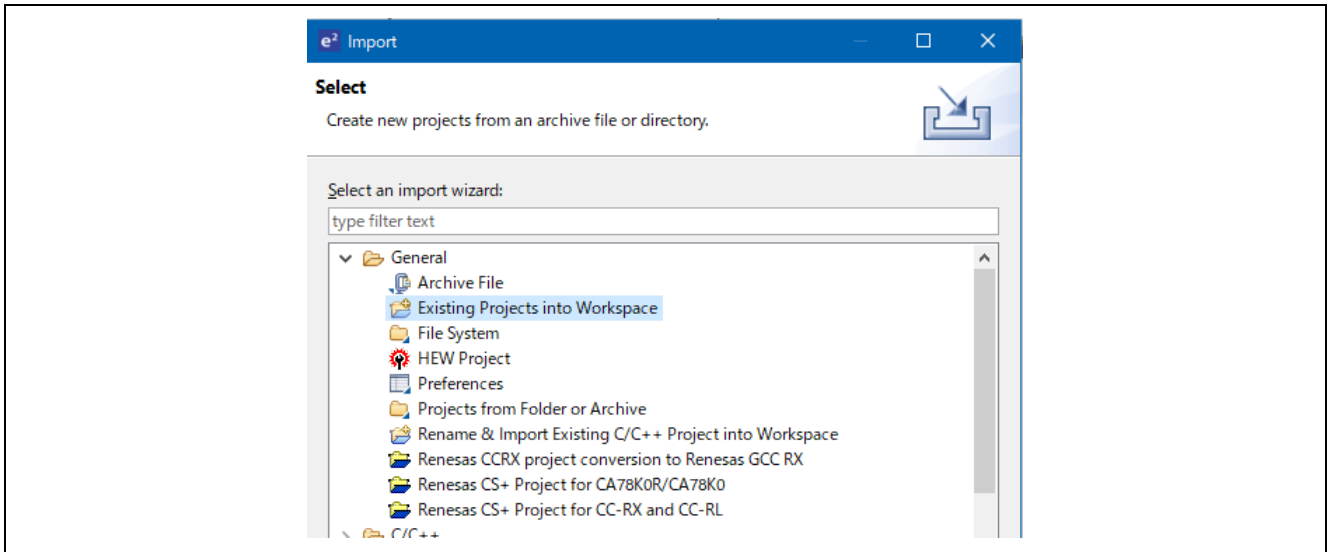 e² Import
Select
Create new projects from an archive file or directory.
Select an import wizard:
type filter text
General
Archive File
Existing Projects into Workspace
File System
HEW Project
Preferences
Projects from Folder or Archive
Rename & Import Existing C/C++ Project into Workspace
Renesas CCRX project conversion to Renesas GCC RX
Renesas CS+ Project for CA78K0R/CA78K0
Renesas CS+ Project for CC-RX and CC-RL
C/C++